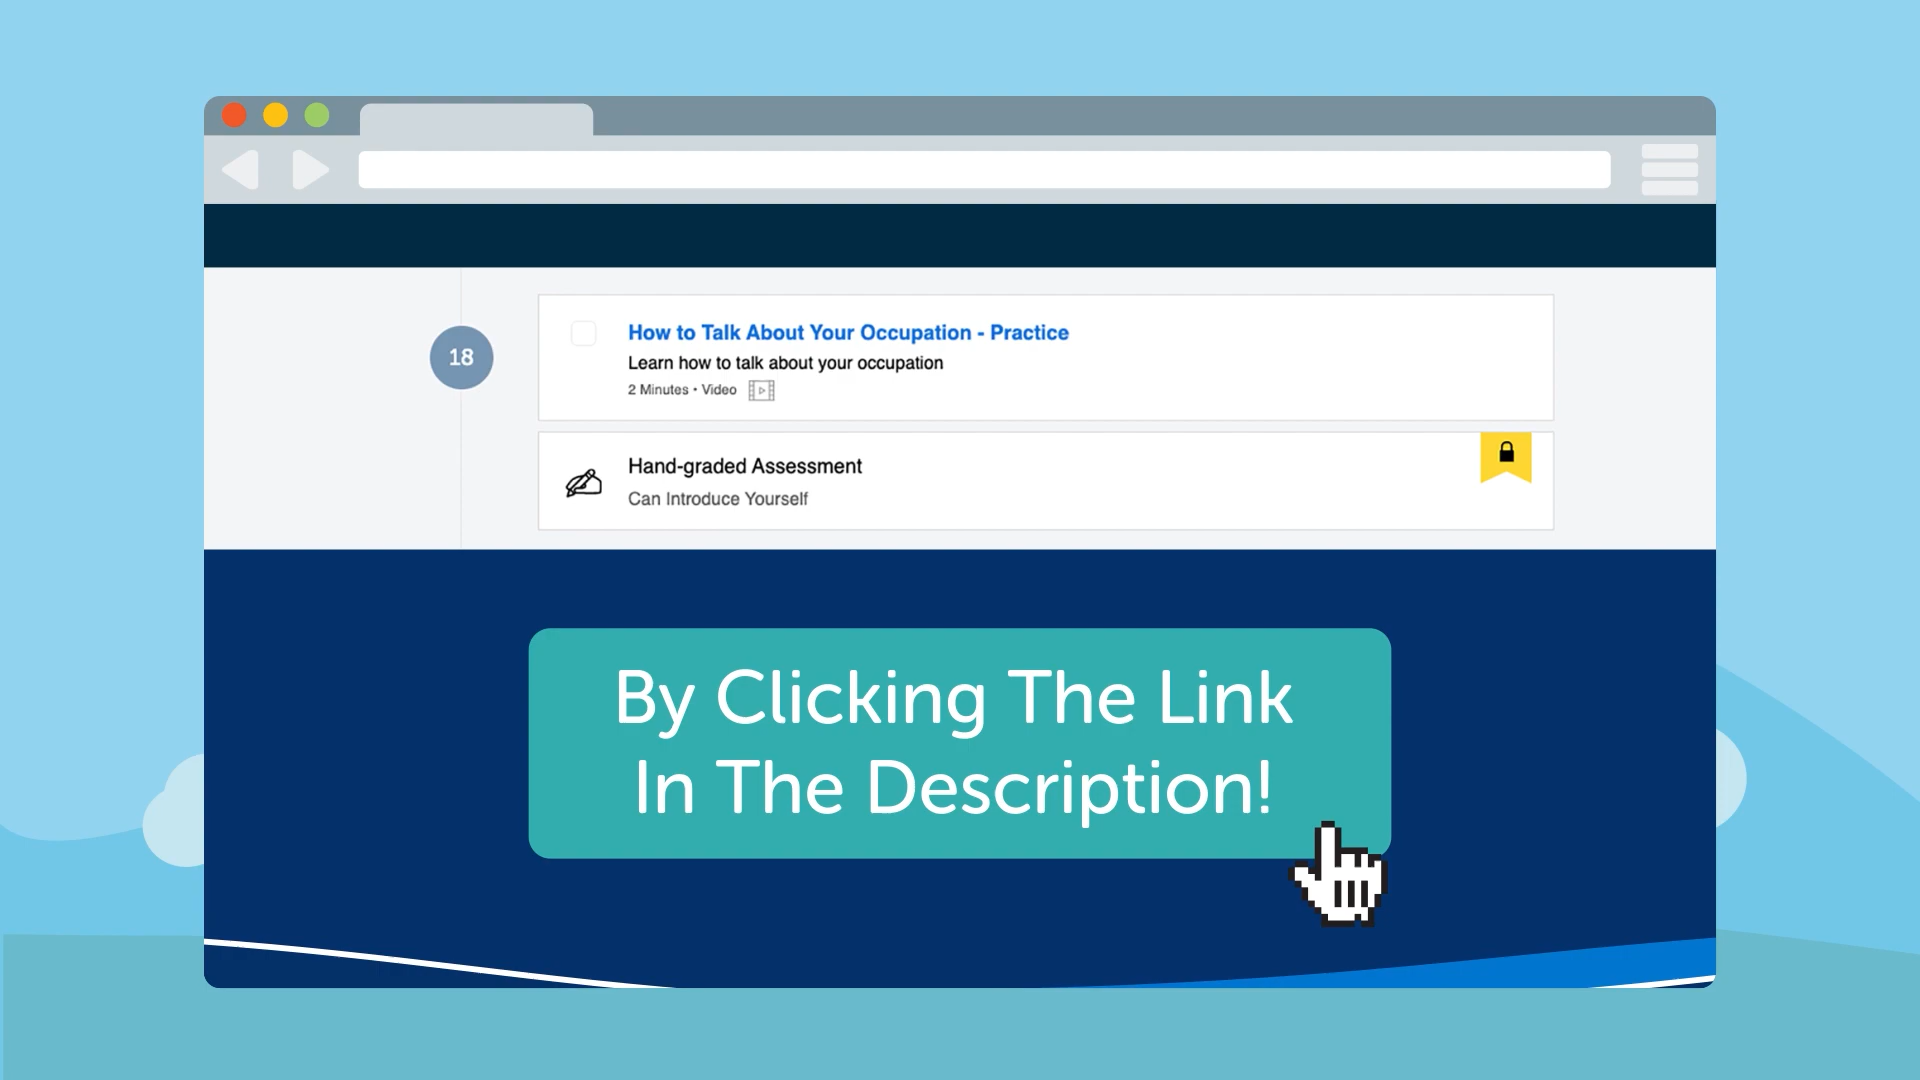 18
How to Talk About Your Occupation - Practice
Learn how to talk about your occupation
2 Minutes • Video
Hand-graded Assessment
Can Introduce Yourself
By Clicking The Link
In The Description!